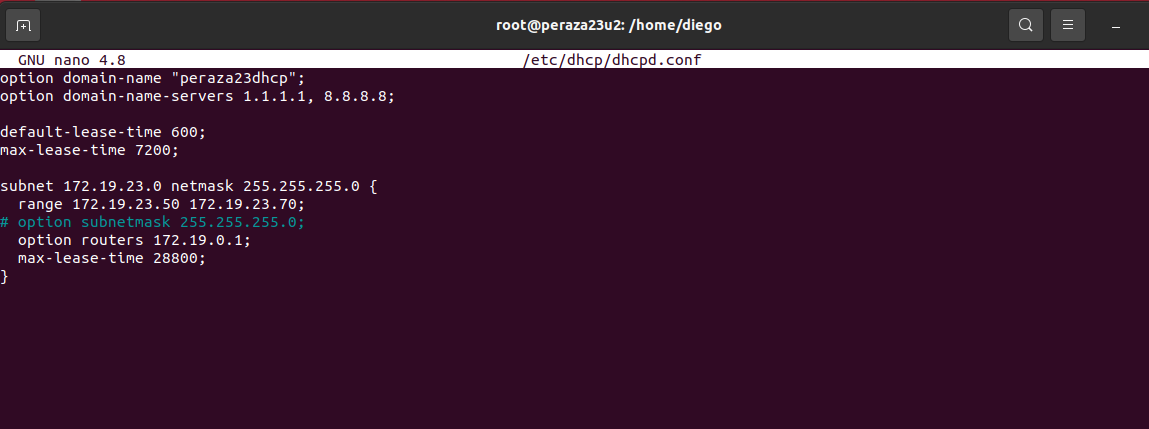 root@peraza23u2: /home/diego
GNU nano 4.8 /etc/dhcp/dhcpd.conf
option domain-name "peraza23dhcp";
option domain-name-servers 1.1.1.1, 8.8.8.8;
default-lease-time 600;
max-lease-time 7200;
subnet 172.19.23.0 netmask 255.255.255.0 {
  range 172.19.23.50 172.19.23.70;
# option subnetmask 255.255.255.0;
  option routers 172.19.0.1;
  max-lease-time 28800;
}